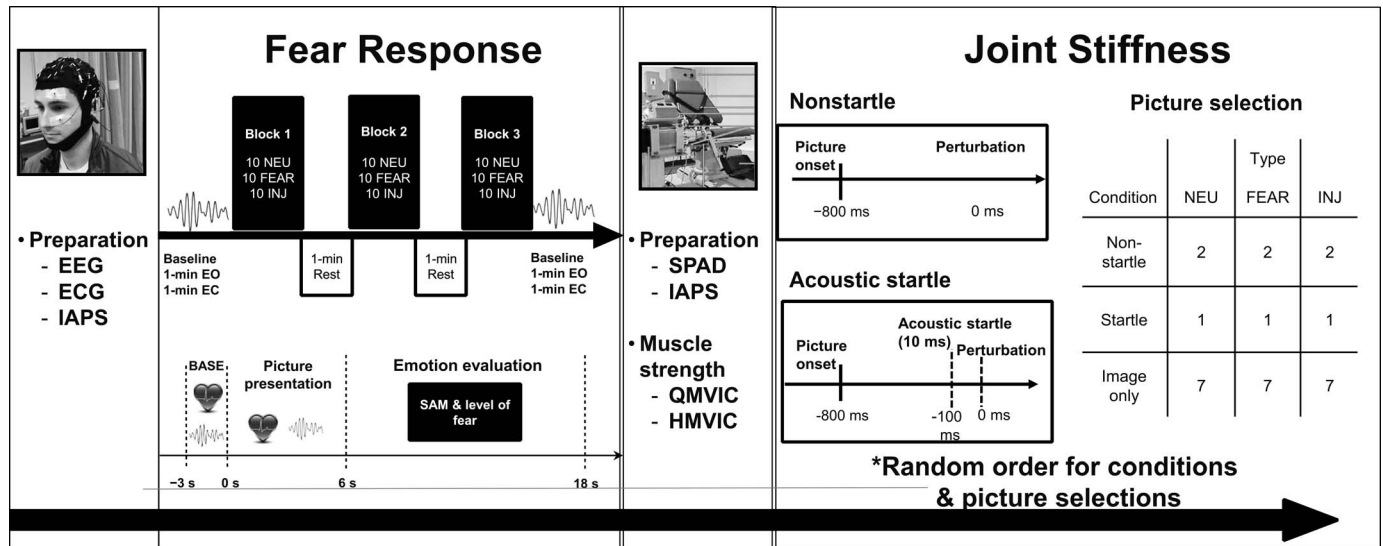 Fear Response
Joint Stiffness
• Preparation
- EEG
- ECG
- IAPS
Block 1
10 NEU
10 FEAR
10 INJ
Block 2
10 NEU
10 FEAR
10 INJ
Block 3
10 NEU
10 FEAR
10 INJ
Baseline
1-min EO
1-min EC
1-min
Rest
1-min
Rest
Baseline
1-min EO
1-min EC
BASE
Picture
presentation
Emotion evaluation
SAM & level of
fear
−3 s
0 s
6 s
18 s
• Preparation
- SPAD
- IAPS
• Muscle
strength
- QMVIC
- HMVIC
Nonstartle
Picture
onset
Perturbation
−800 ms
0 ms
Acoustic startle
Picture
onset
Acoustic startle
(10 ms)
Perturbation
-800 ms
-100
ms
0 ms
Picture selection
Type
Condition NEU FEAR INJ
Non-
startle 2 2 2
Startle 1 1 1
Image
only 7 7 7
*Random order for conditions
& picture selections